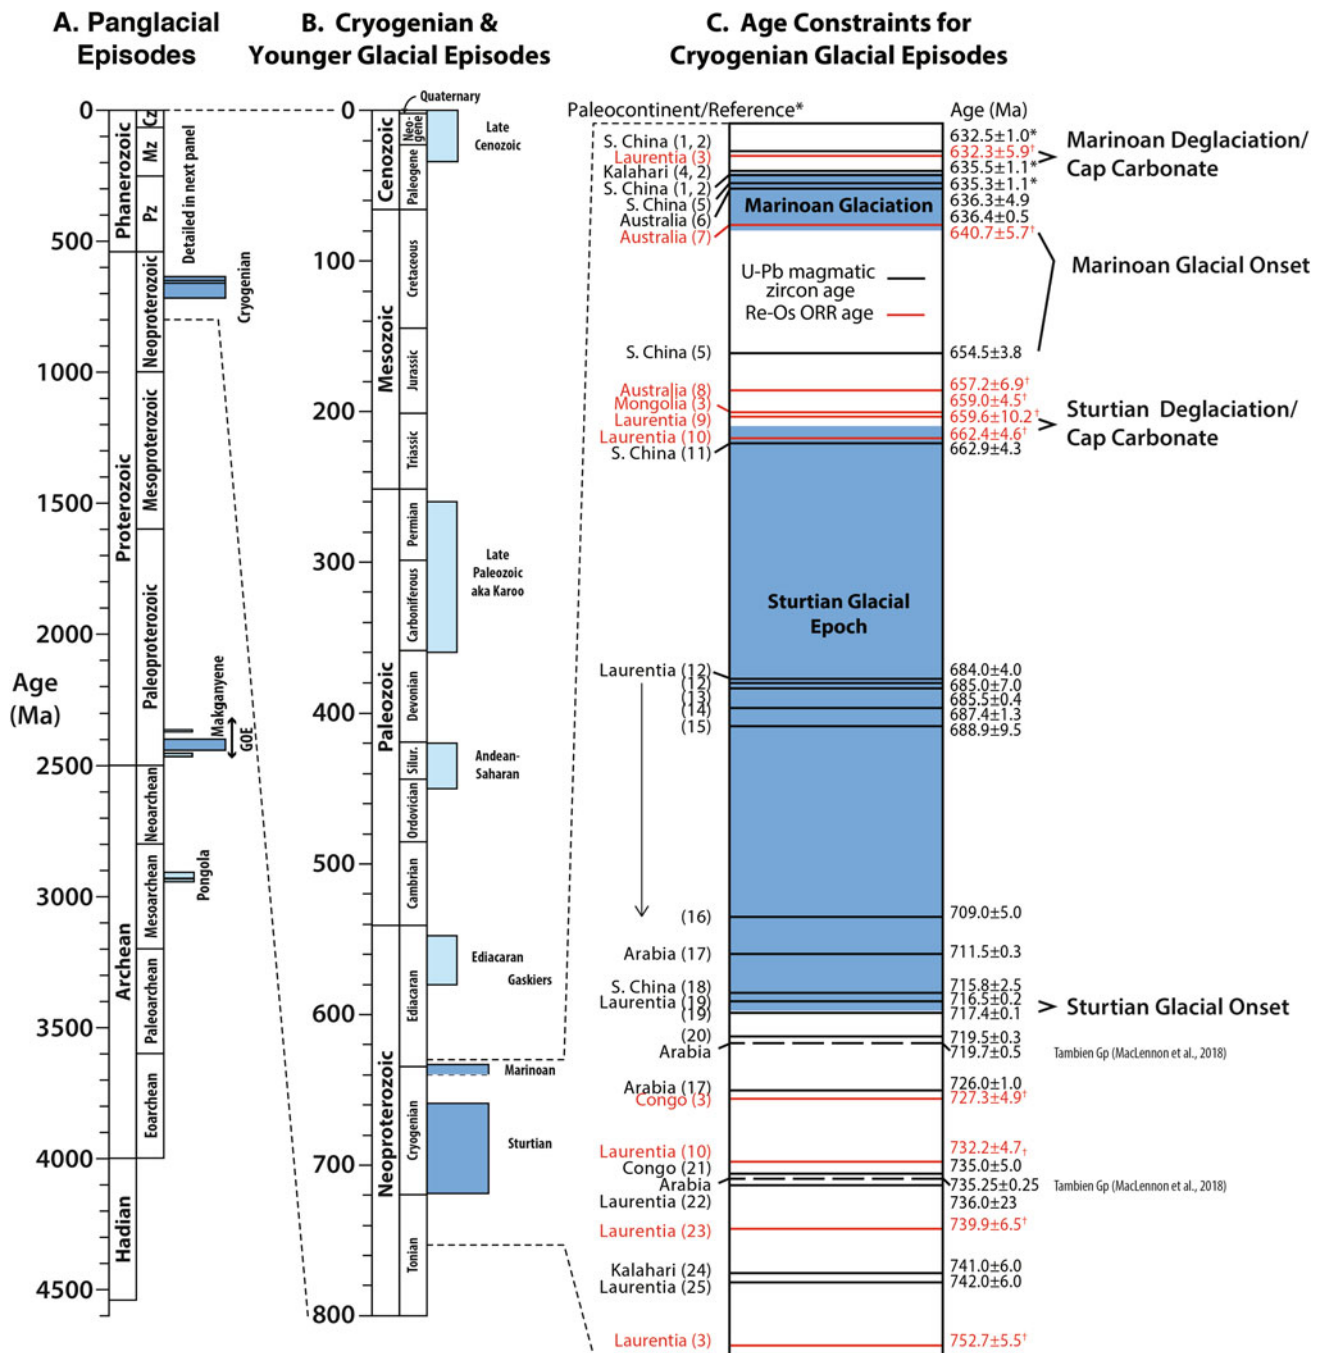 A. Panglacial
Episodes
B. Cryogenian &
Younger Glacial Episodes
C. Age Constraints for
Cryogenian Glacial Episodes
0
500
1000
1500
2000
Age
(Ma)
2500
3000
3500
4000
4500
Phanerozoic
Proterozoic
Archean
Hadian
Cz
Mz
Pz
Neoproterozoic
Mesoproterozoic
Paleoproterozoic
Neoarchean
Mesoarchean
Paleoarchean
Eoarchean
Detailed in next panel
Cryogenian
Makganyene
GOE
Pongola
0
100
200
300
400
500
600
700
800
Cenozoic
Mesozoic
Paleozoic
Neoproterozoic
Quaternary
Neo-
gene
Paleogene
Cretaceous
Jurassic
Triassic
Permian
Carboniferous
Devonian
Silur.
Ordovician
Cambrian
Ediacaran
Cryogenian
Tonian
Late
Cenozoic
Late
Paleozoic
aka Karoo
Andean-
Saharan
Ediacaran
Gaskiers
Marinoan
Sturtian
Paleocontinent/Reference*
Age (Ma)
S. China (1, 2)
632.5±1.0*
Laurentia (3)
632.3±5.9†
Kalahari (4, 2)
635.5±1.1*
S. China (1, 2)
635.3±1.1*
S. China (5)
636.3±4.9
Australia (6)
636.4±0.5
Australia (7)
640.7±5.7†
Marinoan Glaciation
U-Pb magmatic
zircon age
Re-Os ORR age
S. China (5)
654.5±3.8
Australia (8)
657.2±6.9†
Mongolia (3)
659.0±4.5†
Laurentia (9)
659.6±10.2†
Laurentia (10)
662.4±4.6†
S. China (11)
662.9±4.3
Sturtian Glacial
Epoch
Laurentia (12)
684.0±4.0
(12)
685.0±7.0
(13)
685.5±0.4
(14)
687.4±1.3
(15)
688.9±9.5
(16)
709.0±5.0
Arabia (17)
711.5±0.3
S. China (18)
715.8±2.5
Laurentia (19)
716.5±0.2
(19)
717.4±0.1
(20)
719.5±0.3
Arabia
719.7±0.5
Tambien Gp (MacLennon et al., 2018)
Arabia (17)
726.0±1.0
Congo (3)
727.3±4.9†
Laurentia (10)
732.2±4.7†
Congo (21)
735.0±5.0
Arabia
735.25±0.25
Tambien Gp (MacLennon et al., 2018)
Laurentia (22)
736.0±23
Laurentia (23)
739.9±6.5†
Kalahari (24)
741.0±6.0
Laurentia (25)
742.0±6.0
Laurentia (3)
752.7±5.5†
Marinoan Deglaciation/
Cap Carbonate
Marinoan Glacial Onset
Sturtian Deglaciation/
Cap Carbonate
Sturtian Glacial Onset